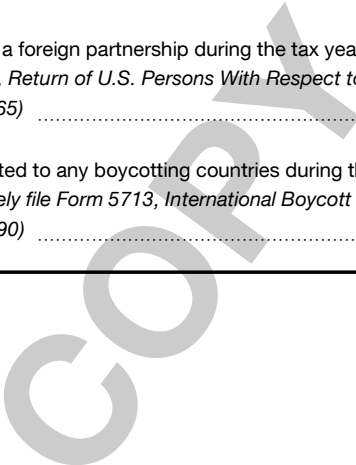 a foreign partnership during the tax yea
, Return of U.S. Persons With Respect to
65)
ted to any boycotting countries during th
ely file Form 5713, International Boycott
90)
COPY